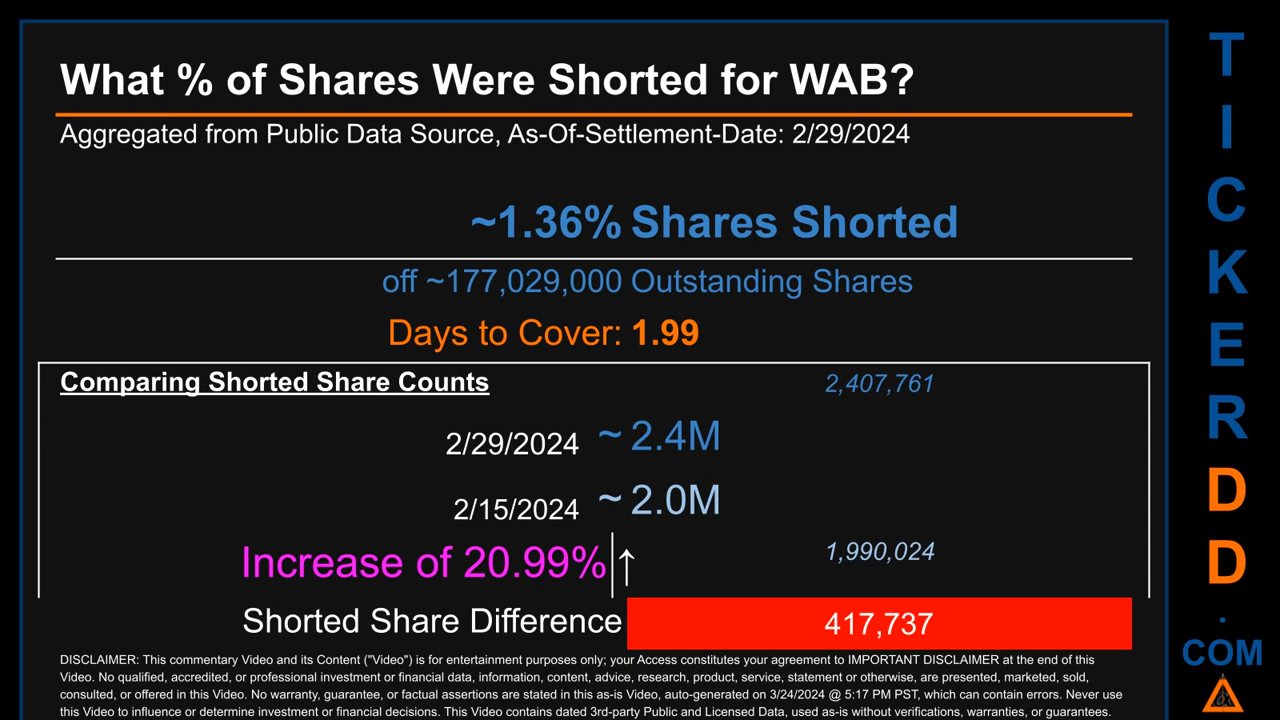 What % of Shares Were Shorted for WAB?
Aggregated from Public Data Source, As-Of-Settlement-Date: 2/29/2024
~1.36% Shares Shorted
off ~177,029,000 Outstanding Shares
Days to Cover: 1.99
Comparing Shorted Share Counts 2,407,761
2/29/2024 ~ 2.4M
2/15/2024 ~ 2.0M
Increase of 20.99% ↑ 1,990,024
Shorted Share Difference 417,737
DISCLAIMER: This commentary Video and its Content ("Video") is for entertainment purposes only; your Access constitutes your agreement to IMPORTANT DISCLAIMER at the end of this
Video. No qualified, accredited, or professional investment or financial data, information, content, advice, research, product, service, statement or otherwise, are presented, marketed, sold,
consulted, or offered in this Video. No warranty, guarantee, or factual assertions are stated in this as-is Video, auto-generated on 3/24/2024 @ 5:17 PM PST, which can contain errors. Never use
this Video to influence or determine investment or financial decisions. This Video contains dated 3rd-party Public and Licensed Data, used as-is without verifications, warranties, or guarantees.
T
I
C
K
E
R
D
D
.
COM